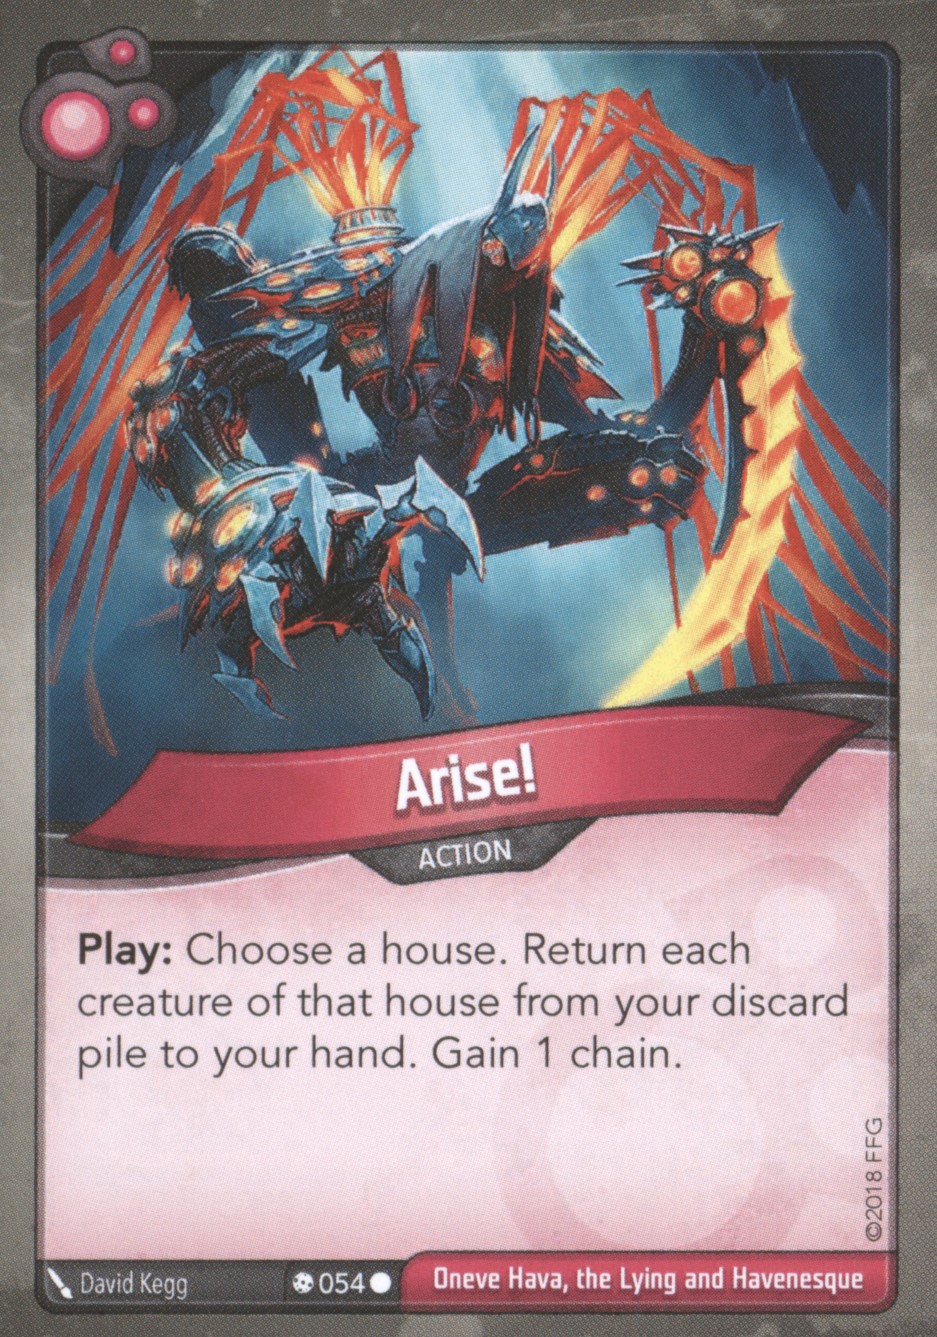 Arise!
ACTION
Play: Choose a house. Return each
creature of that house from your discard
pile to your hand. Gain 1 chain.
©2018 FFG
David Kegg
054
Oneve Hava, the Lying and Havenesque